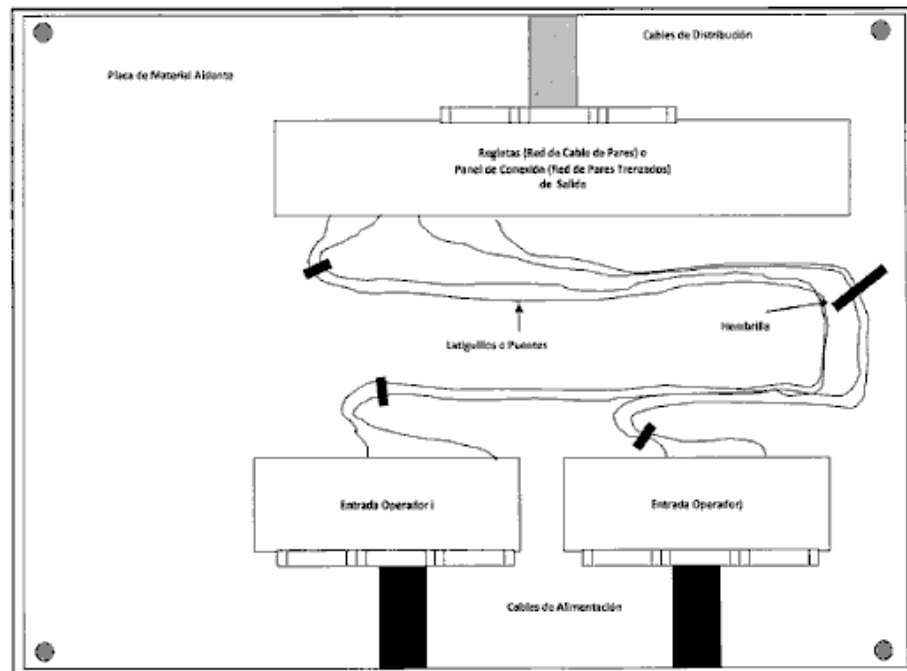 Cables de Distribución
Placa de Material Aislante
Regletas (Red de Cable de Pares) o
Panel de Conexión (Red de Pares Trenzados)
de Salida
Hembrilla
Latiguillos o Puentes
Entrada Operador i
Entrada Operador j
Cables de Alimentación